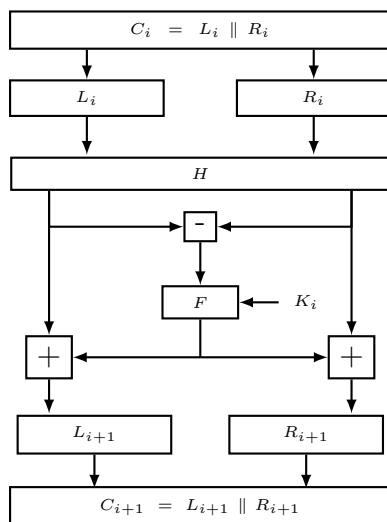 C_i = L_i ∥ R_i
L_i R_i
H
-
F K_i
+ +
L_{i+1} R_{i+1}
C_{i+1} = L_{i+1} ∥ R_{i+1}